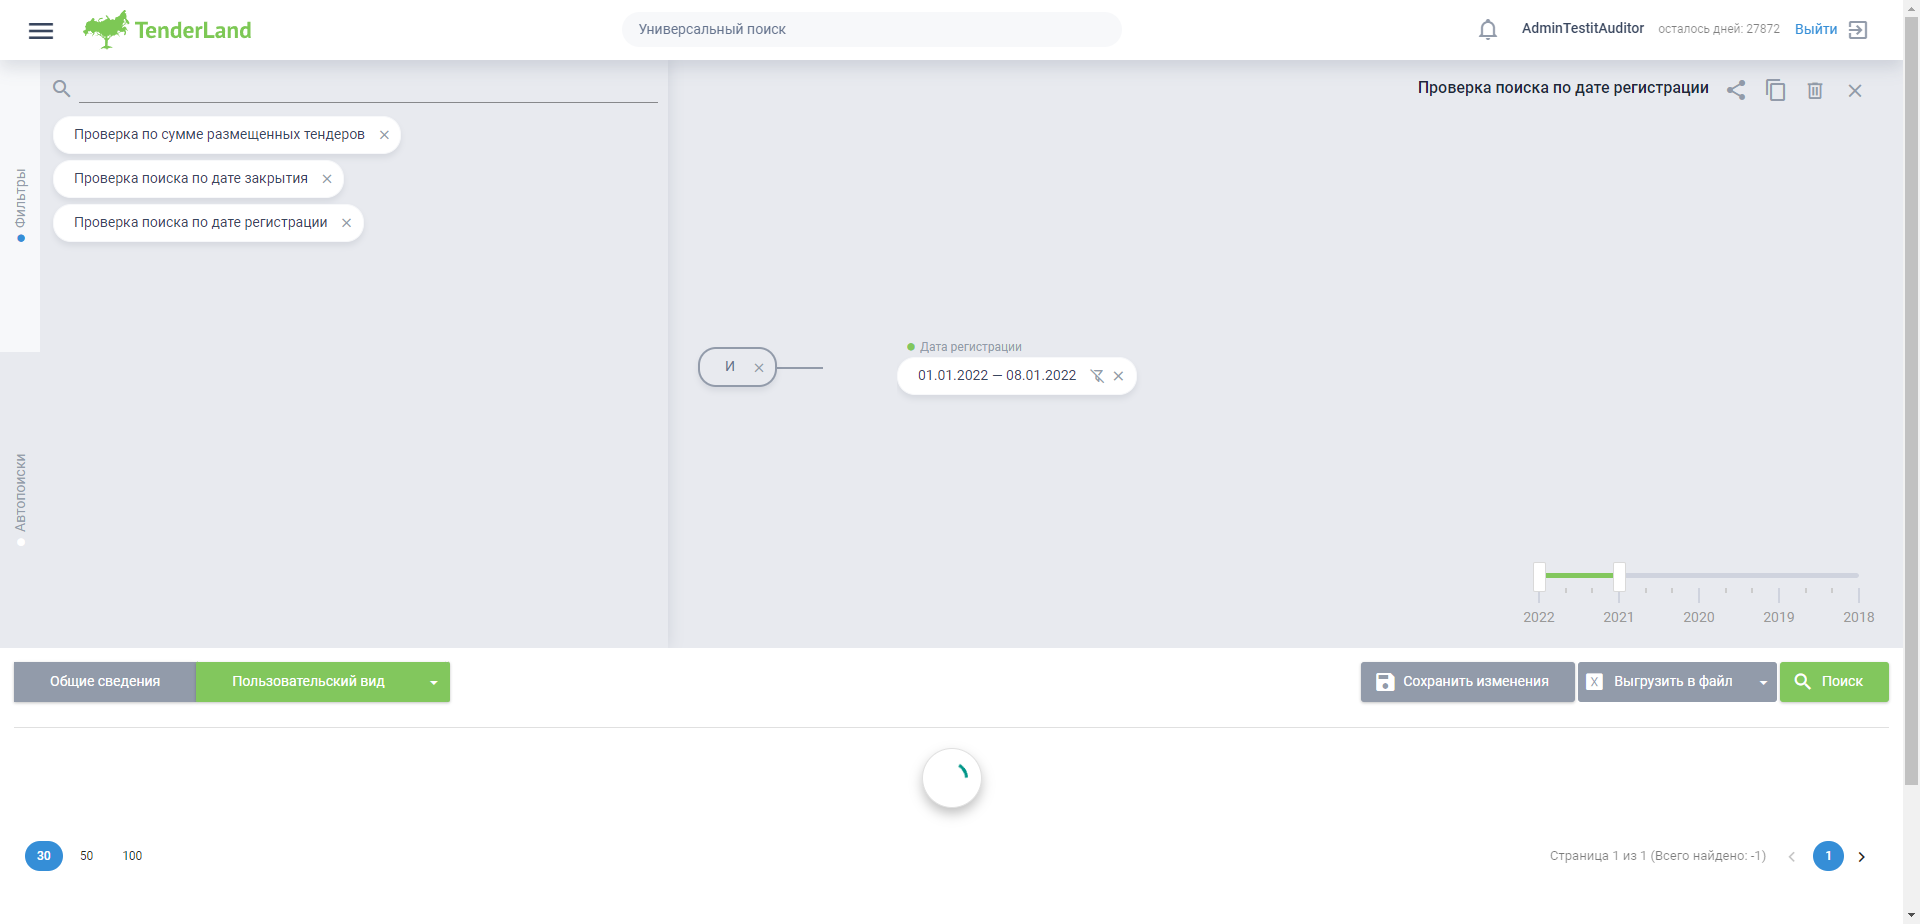 TenderLand
Универсальный поиск
AdminTestitAuditor
осталось дней: 27872
Выйти
Фильтры
Автопоиски
Проверка по сумме размещенных тендеров
Проверка поиска по дате закрытия
Проверка поиска по дате регистрации
Проверка поиска по дате регистрации
И
Дата регистрации
01.01.2022 — 08.01.2022
2022 2021 2020 2019 2018
Общие сведения
Пользовательский вид
Сохранить изменения
X Выгрузить в файл
Поиск
30 50 100
Страница 1 из 1 (Всего найдено: -1)
1